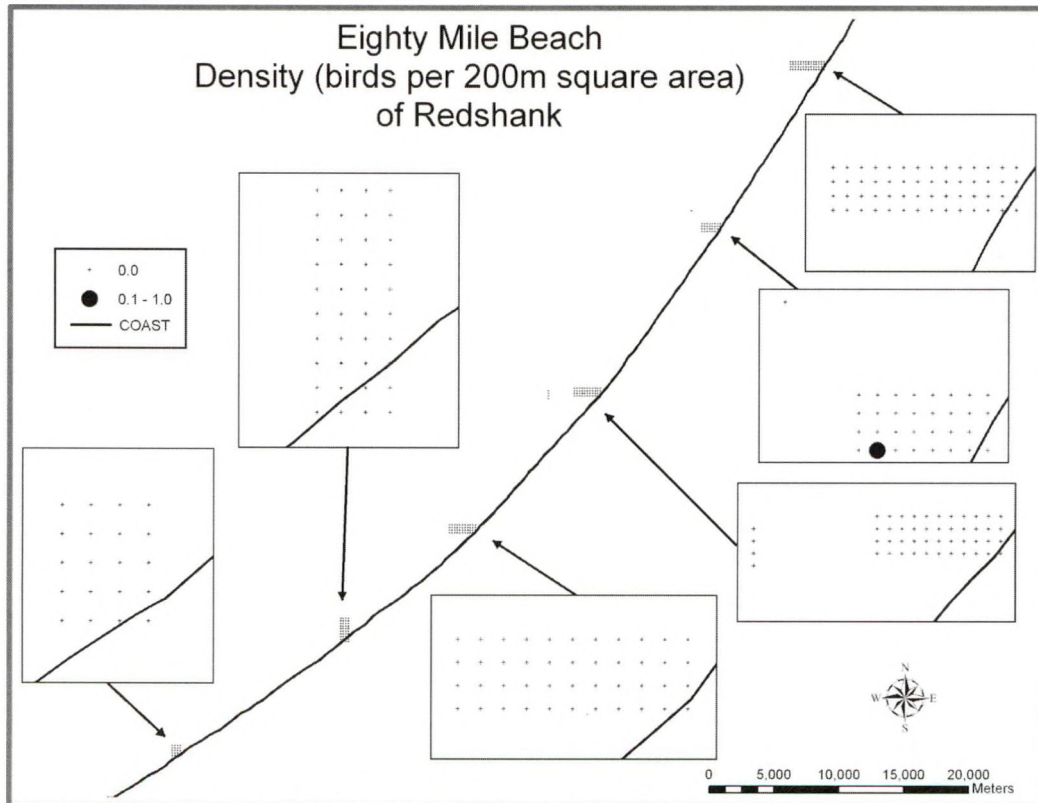 Eighty Mile Beach
Density (birds per 200m square area)
of Redshank
0.0
0.1 - 1.0
COAST
N
W E
S
0 5,000 10,000 15,000 20,000
Meters